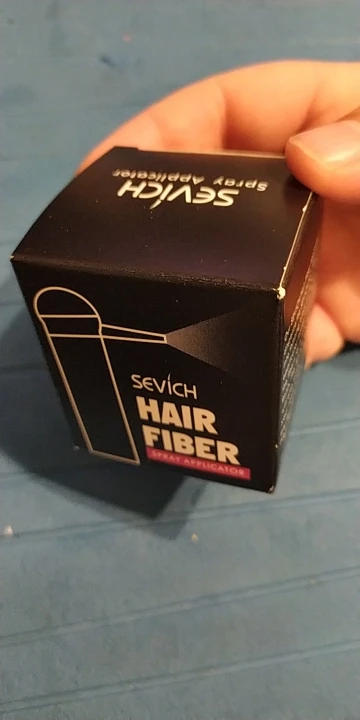 SEVICH
Spray Applicator
SEVICH
HAIR
FIBER
SPRAY APPLICATOR